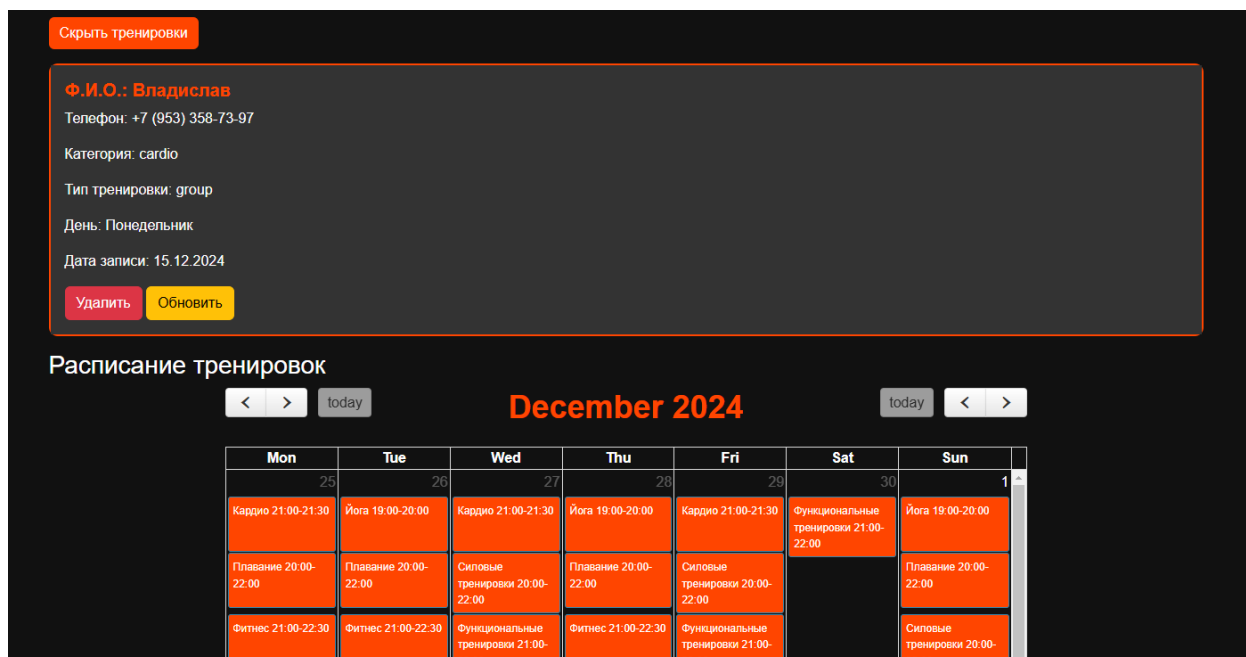 Скрыть тренировки
Ф.И.О.: Владислав
Телефон: +7 (953) 358-73-97
Категория: cardio
Тип тренировки: group
День: Понедельник
Дата записи: 15.12.2024
Удалить Обновить
Расписание тренировок
today December 2024 today
Mon Tue Wed Thu Fri Sat Sun
25 26 27 28 29 30 1
Кардио 21:00-21:30 Йога 19:00-20:00 Кардио 21:00-21:30 Йога 19:00-20:00 Кардио 21:00-21:30 Функциональные Йога 19:00-20:00
тренировки 21:00-
22:00
Плавание 20:00- Плавание 20:00- Силовые Плавание 20:00- Силовые Плавание 20:00-
22:00 22:00 тренировки 20:00- 22:00 тренировки 20:00- 22:00
22:00 22:00
Фитнес 21:00-22:30 Фитнес 21:00-22:30 Функциональные Фитнес 21:00-22:30 Функциональные Силовые
тренировки 21:00- тренировки 21:00- тренировки 20:00-